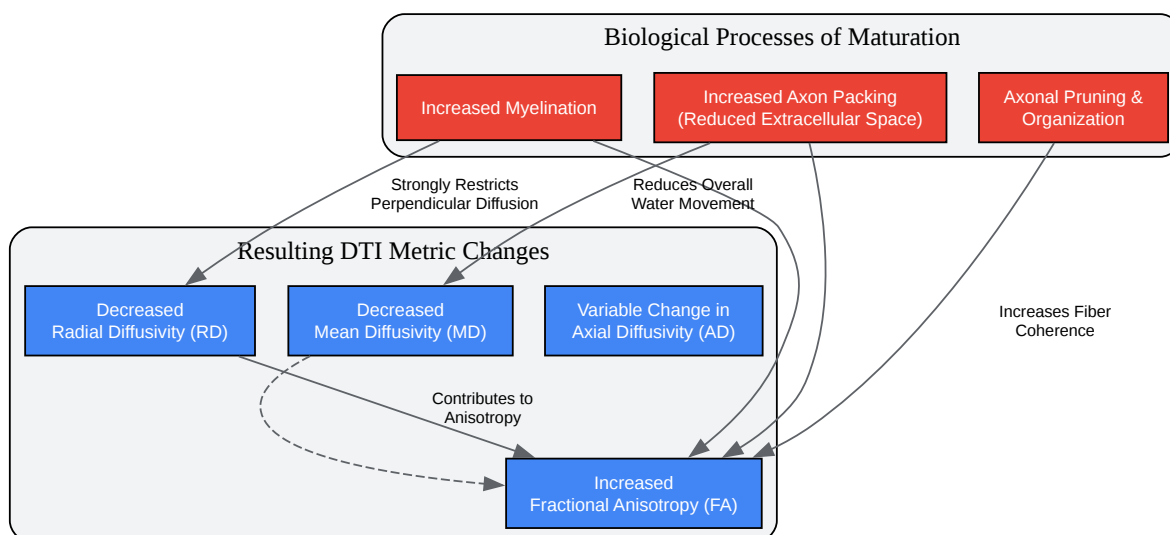 Biological Processes of Maturation
Increased Myelination
Increased Axon Packing
(Reduced Extracellular Space)
Axonal Pruning &
Organization
Strongly Restricts
Perpendicular Diffusion
Reduces Overall
Water Movement
Resulting DTI Metric Changes
Decreased
Radial Diffusivity (RD)
Decreased
Mean Diffusivity (MD)
Variable Change in
Axial Diffusivity (AD)
Increases Fiber
Coherence
Contributes to
Anisotropy
Increased
Fractional Anisotropy (FA)